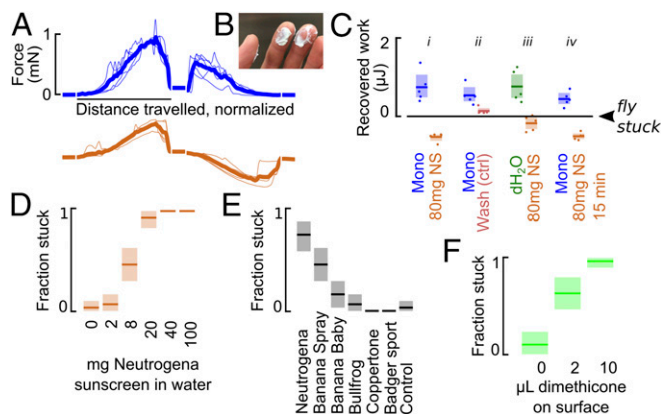 A
Force
(mN)
1
0
Distance travelled, normalized
B
C
Recovered work
(µJ)
2
0
i
ii
iii
iv
fly
stuck
Mono
80mg NS
Mono
Wash (ctrl)
dH2O
80mg NS
Mono
80mg NS
15 min
D
Fraction stuck
1
0
0
2
8
20
40
100
mg Neutrogena
sunscreen in water
E
Fraction stuck
1
0
Neutrogena
Banana Spray
Banana Baby
Bullfrog
Coppertone
Badger sport
Control
F
Fraction stuck
1
0
0
2
10
µL dimethicone
on surface